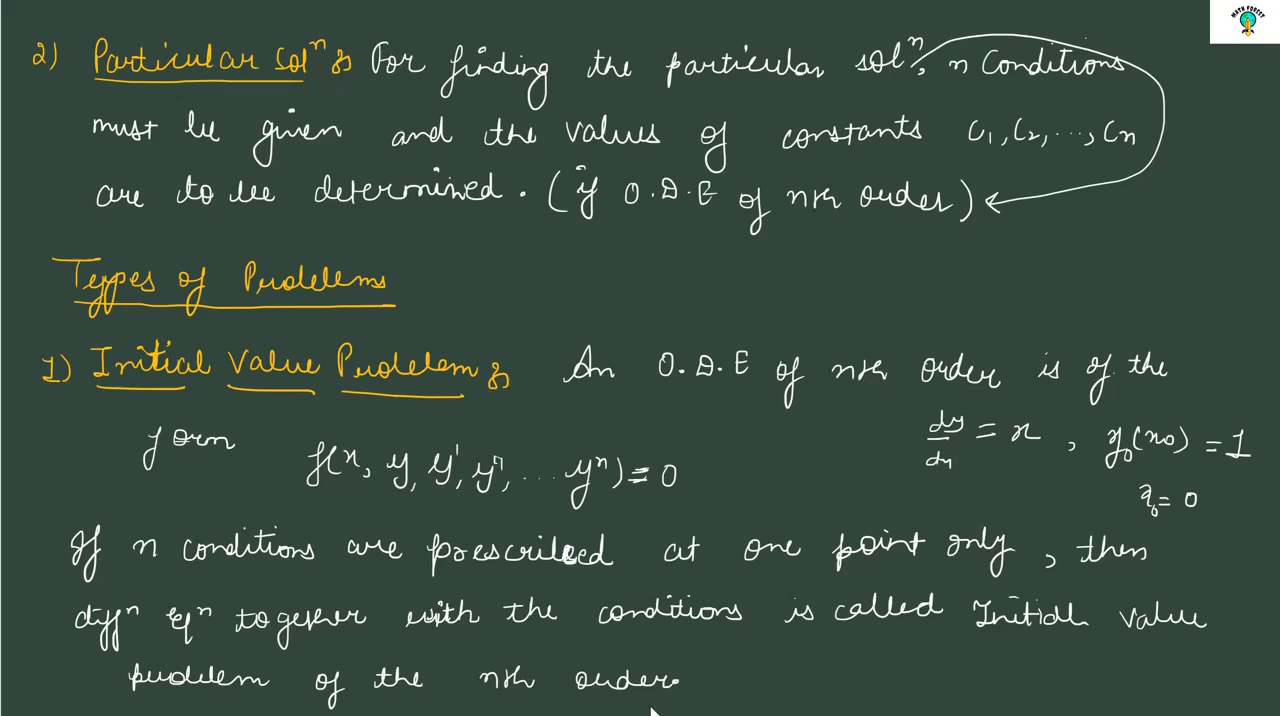 MATH FOREST
2) Particular Solⁿ :- For finding the particular solⁿ, n Conditions
must be given and the values of constants C₁, C₂, ..., Cₙ
are to be determined. (if O.D.E of nth order)
Types of Problems
1) Initial Value Problem :- An O.D.E of nth order is of the
form f(x, y, y', y'', ... yⁿ) = 0
dy/dx = x, y₀(x₀) = 1
x₀ = 0
If n conditions are prescribed at one point only, then
diffⁿ eqⁿ together with the conditions is called Initial value
problem of the nth order.